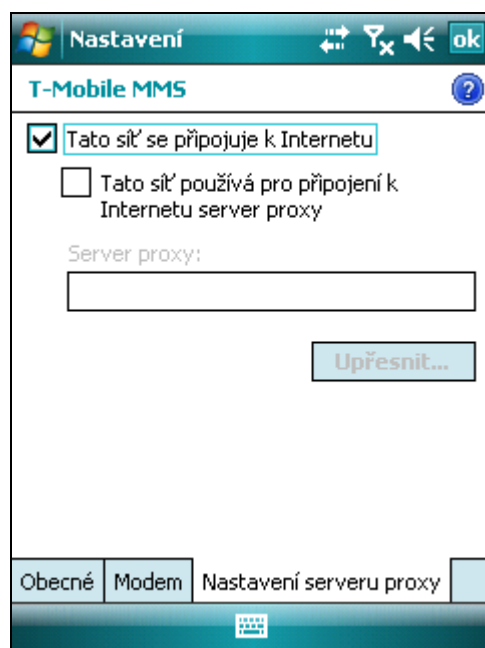 Nastavení
ok
T-Mobile MMS
?
Tato síť se připojuje k Internetu
Tato síť používá pro připojení k
Internetu server proxy
Server proxy:
Upřesnit...
Obecné Modem Nastavení serveru proxy